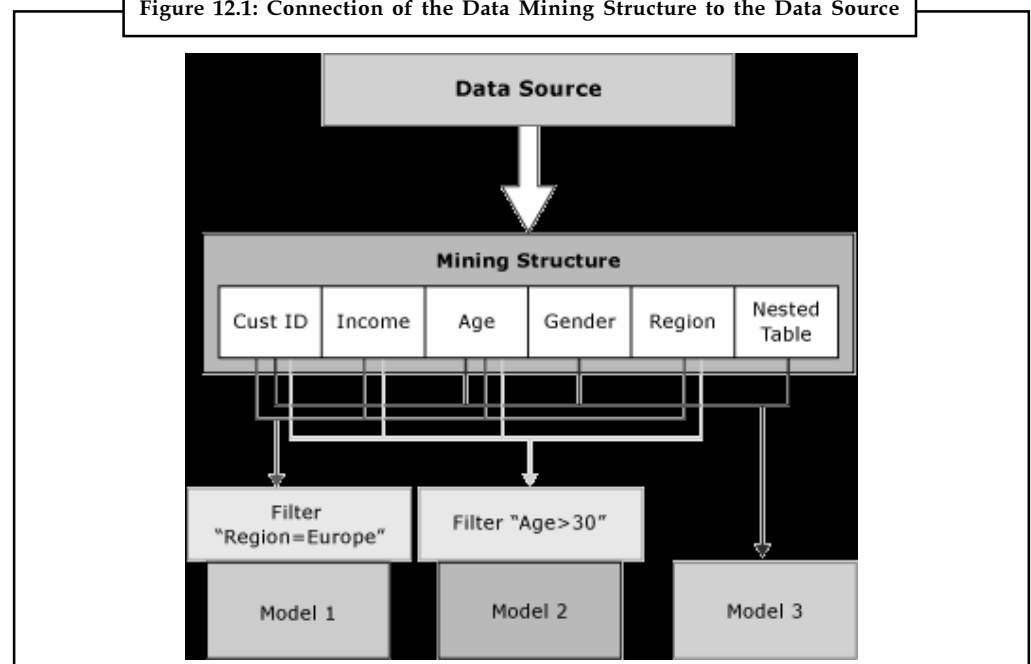 Figure 12.1: Connection of the Data Mining Structure to the Data Source
Data Source
Mining Structure
Cust ID
Income
Age
Gender
Region
Nested
Table
Filter
“Region=Europe”
Filter “Age>30”
Model 1
Model 2
Model 3